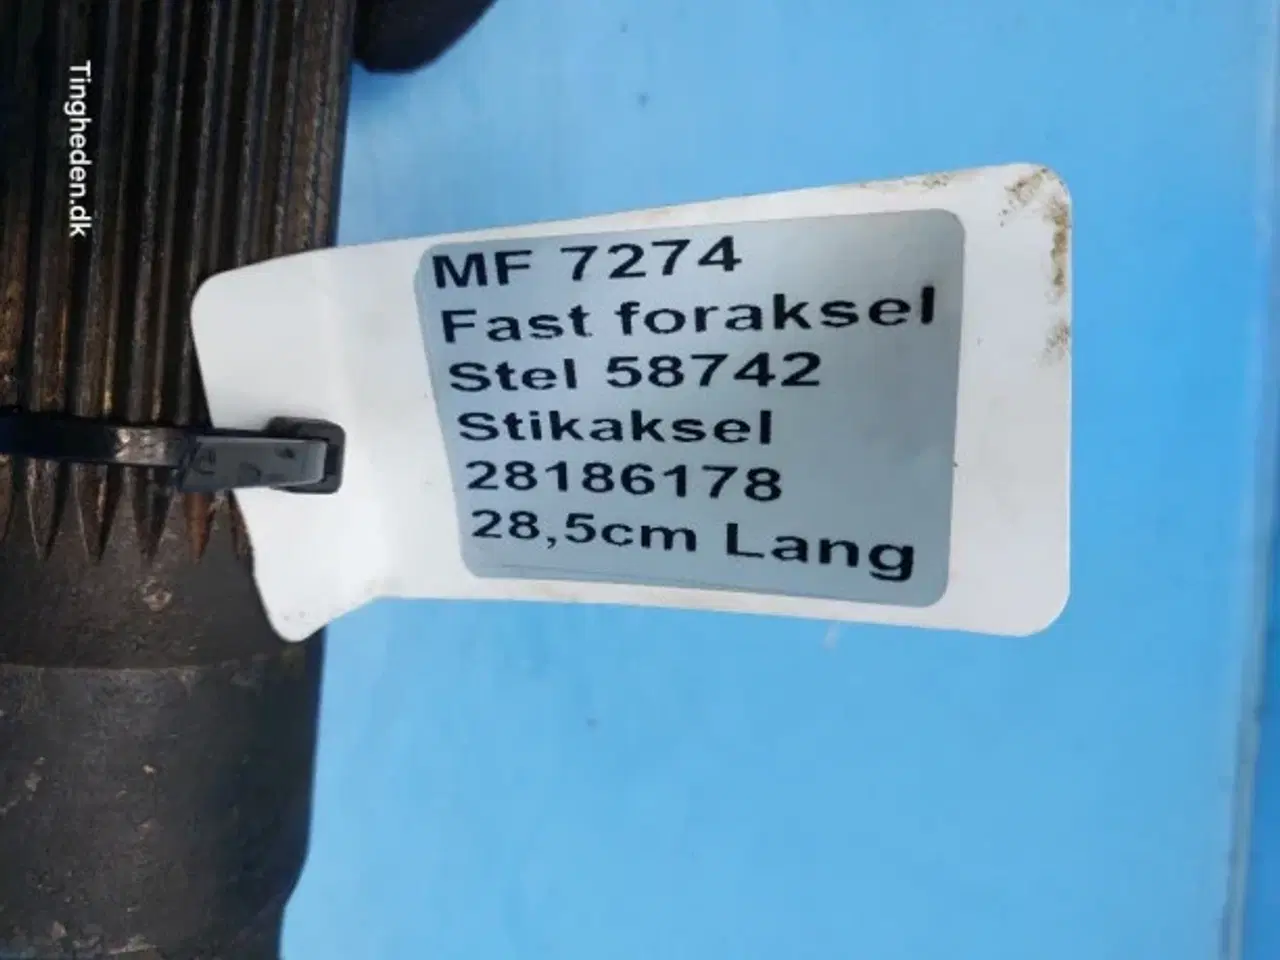 Tingheden.dk
MF 7274
Fast foraksel
Stel 58742
Stikaksel
28186178
28,5cm Lang